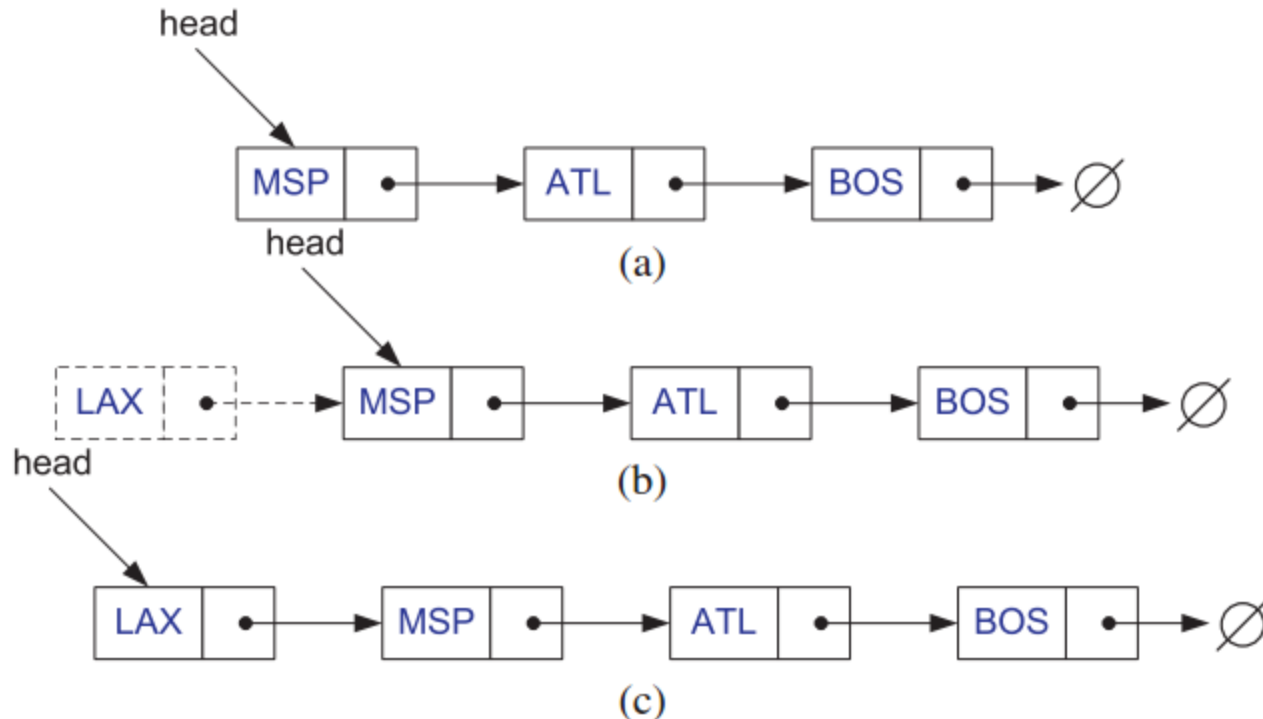 head
MSP ATL BOS ∅
(a)
head
LAX MSP ATL BOS ∅
(b)
head
LAX MSP ATL BOS ∅
(c)